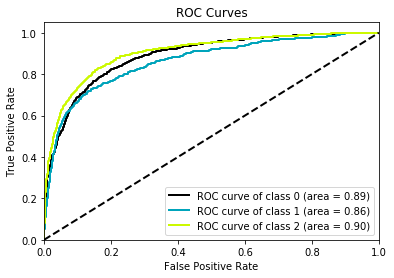 ROC Curves
True Positive Rate
1.0
0.8
0.6
0.4
0.2
0.0
ROC curve of class 0 (area = 0.89)
ROC curve of class 1 (area = 0.86)
ROC curve of class 2 (area = 0.90)
0.0 0.2 0.4 0.6 0.8 1.0
False Positive Rate